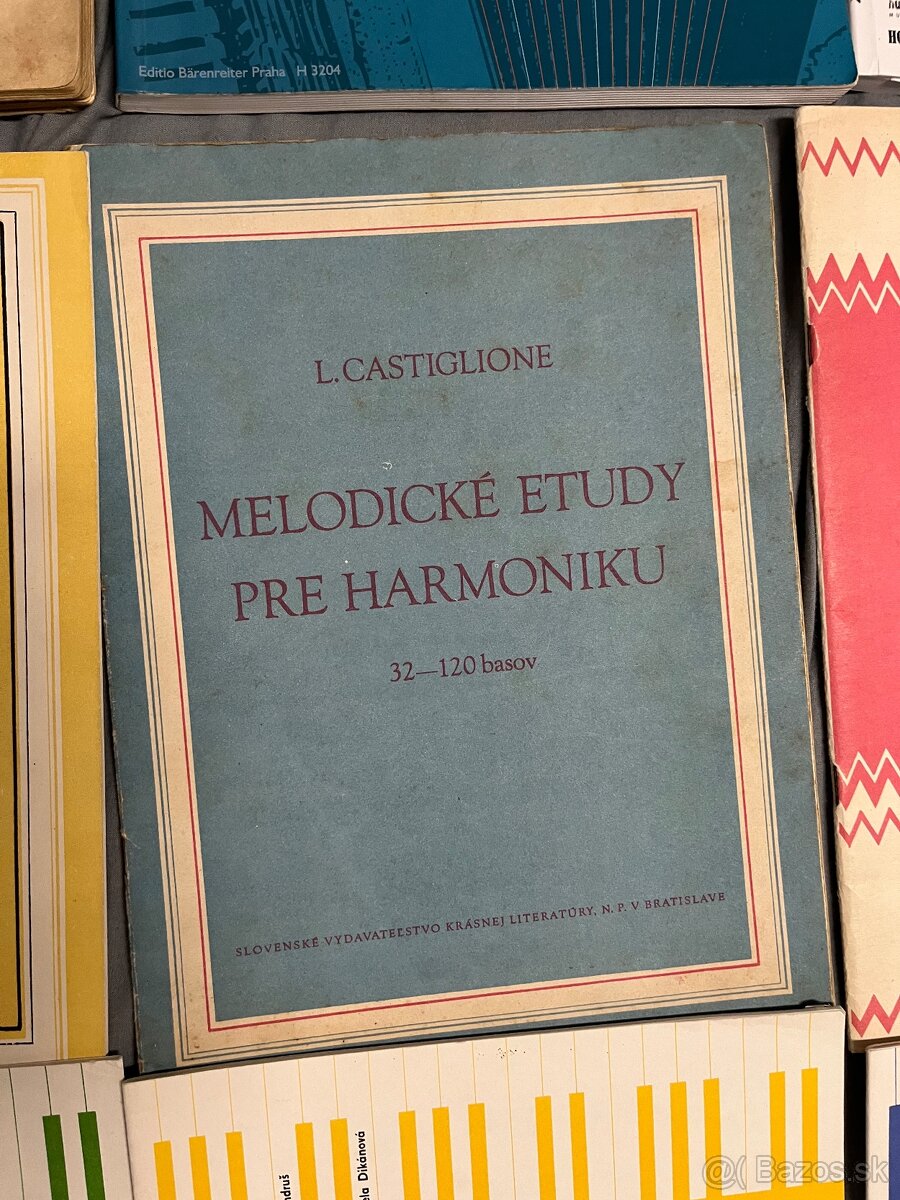 Editio Bärenreiter Praha H 3204
L. CASTIGLIONE
MELODICKÉ ETUDY
PRE HARMONIKU
32—120 basov
SLOVENSKÉ VYDAVATEĽSTVO KRÁSNEJ LITERATÚRY, N. P. V BRATISLAVE
Dikánová
@( Bazos.sk